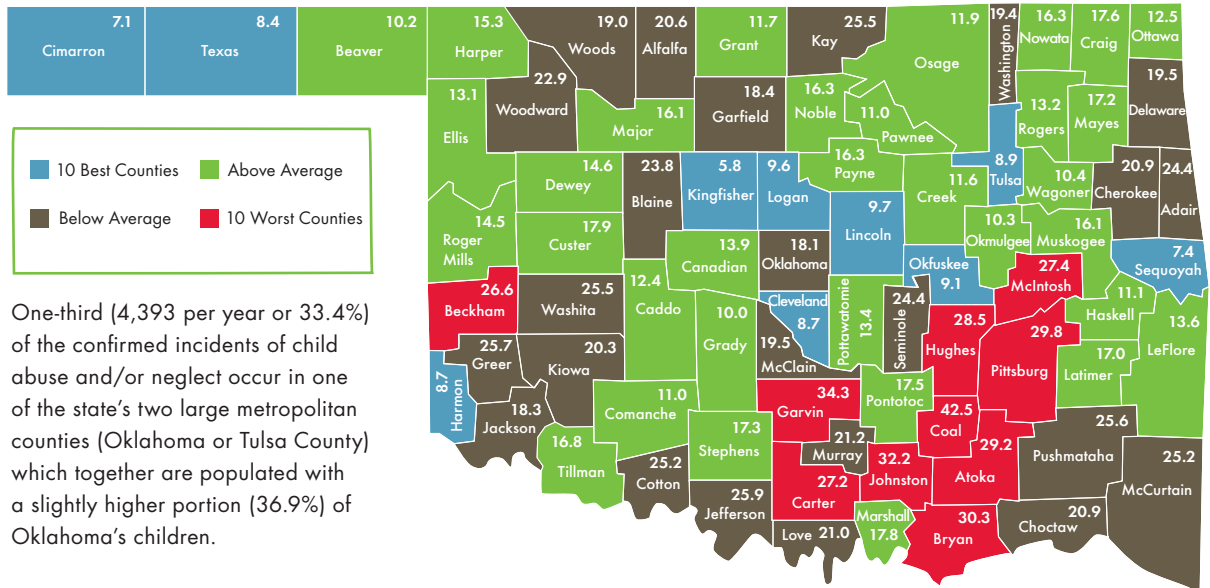 7.1
Cimarron
8.4
Texas
10.2
Beaver
15.3
Harper
19.0
Woods
20.6
Alfalfa
11.7
Grant
25.5
Kay
11.9
Osage
19.4
Washington
16.3
Nowata
17.6
Craig
12.5
Ottawa
13.1
Ellis
22.9
Woodward
16.1
Major
18.4
Garfield
16.3
Noble
11.0
Pawnee
13.2
Rogers
17.2
Mayes
19.5
Delaware
10 Best Counties
Above Average
Below Average
10 Worst Counties
14.6
Dewey
23.8
Blaine
5.8
Kingfisher
9.6
Logan
16.3
Payne
11.6
Creek
8.9
Tulsa
10.4
Wagoner
20.9
Cherokee
24.4
Adair
14.5
Roger
Mills
17.9
Custer
13.9
Canadian
18.1
Oklahoma
9.7
Lincoln
Okfuskee
9.1
10.3
Okmulgee
16.1
Muskogee
7.4
Sequoyah
26.6
Beckham
25.5
Washita
12.4
Caddo
10.0
Grady
Cleveland
8.7
19.5
McClain
Pottawatomie
13.4
24.4
Seminole
28.5
Hughes
27.4
McIntosh
11.1
Haskell
13.6
LeFlore
8.7
Harmon
25.7
Greer
20.3
Kiowa
18.3
Jackson
11.0
Comanche
34.3
Garvin
17.5
Pontotoc
29.8
Pittsburg
17.0
Latimer
16.8
Tillman
25.2
Cotton
17.3
Stephens
21.2
Murray
42.5
Coal
29.2
Atoka
25.6
Pushmataha
25.2
McCurtain
25.9
Jefferson
27.2
Carter
32.2
Johnston
Love 21.0
Marshall
17.8
30.3
Bryan
20.9
Choctaw
One-third (4,393 per year or 33.4%)
of the confirmed incidents of child
abuse and/or neglect occur in one
of the state's two large metropolitan
counties (Oklahoma or Tulsa County)
which together are populated with
a slightly higher portion (36.9%) of
Oklahoma's children.